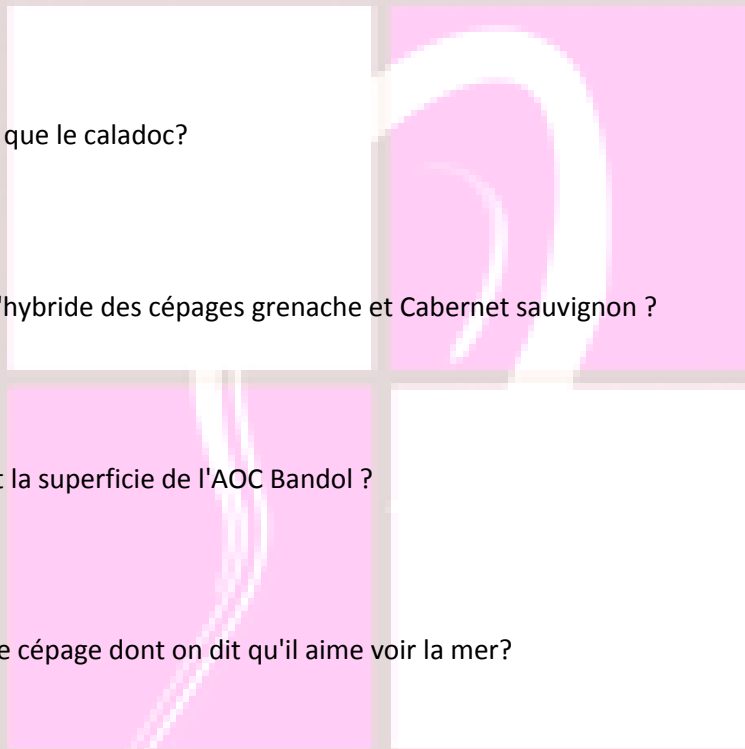 que le caladoc?
'hybride des cépages grenache et Cabernet sauvignon ?
la superficie de l'AOC Bandol ?
cépage dont on dit qu'il aime voir la mer?